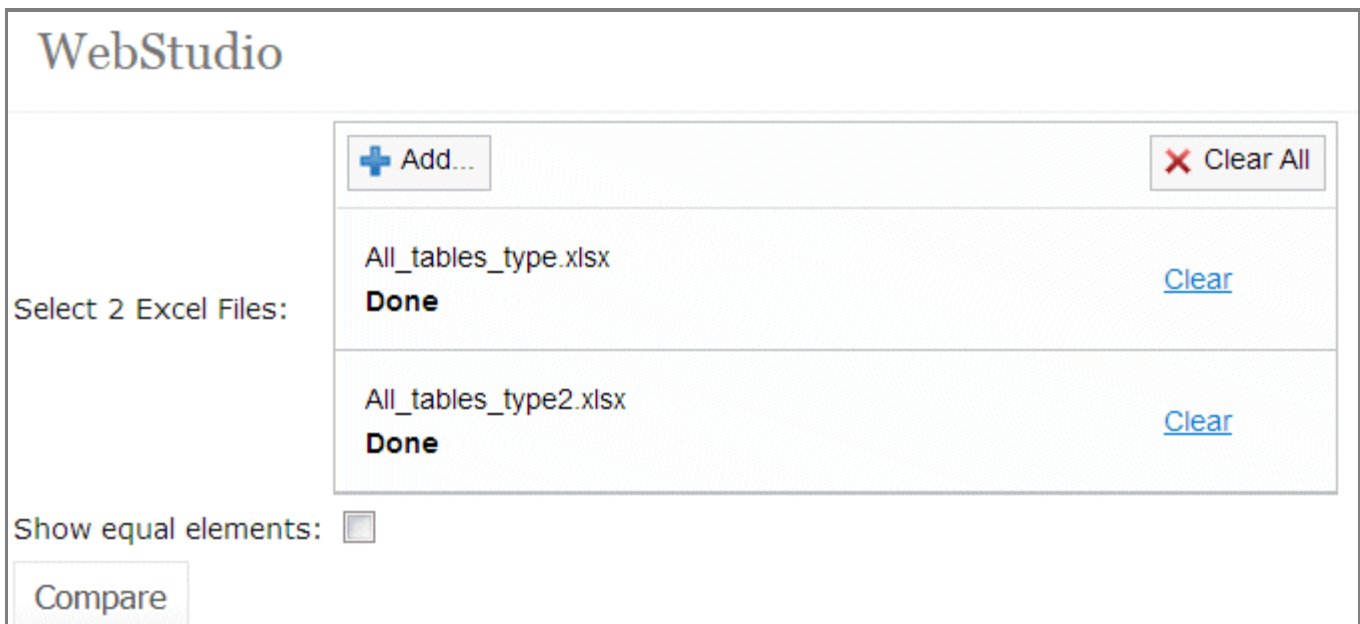 WebStudio
Add...
Clear All
All_tables_type.xlsx
Done
Clear
Select 2 Excel Files:
All_tables_type2.xlsx
Done
Clear
Show equal elements:
Compare